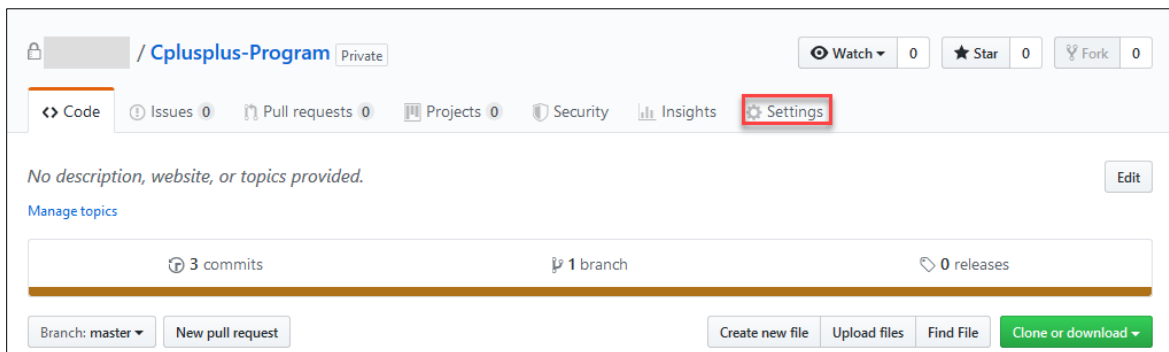 / Cplusplus-Program Private Watch 0 Star 0 Fork 0
Code Issues 0 Pull requests 0 Projects 0 Security Insights Settings
No description, website, or topics provided. Edit
Manage topics
3 commits 1 branch 0 releases
Branch: master New pull request Create new file Upload files Find File Clone or download